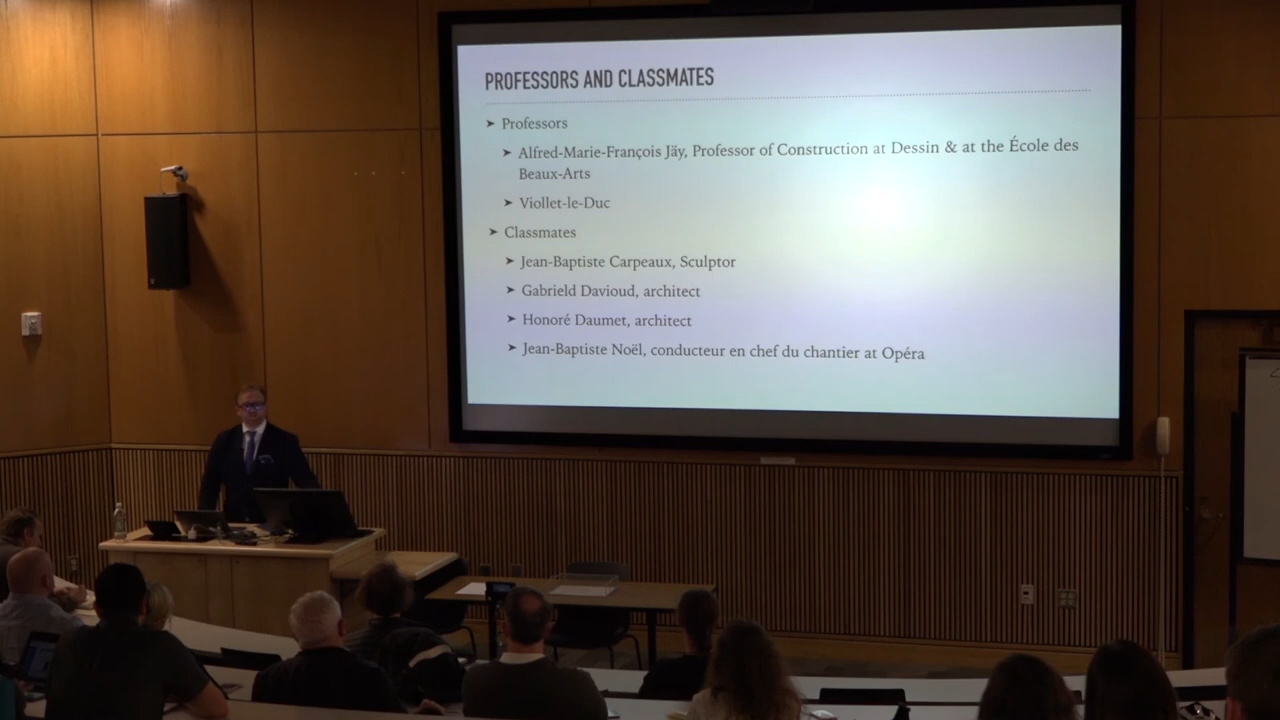 PROFESSORS AND CLASSMATES
➤ Professors
➤ Alfred-Marie-François Jäy, Professor of Construction at Dessin & at the École des
Beaux-Arts
➤ Viollet-le-Duc
➤ Classmates
➤ Jean-Baptiste Carpeaux, Sculptor
➤ Gabrield Davioud, architect
➤ Honoré Daumet, architect
➤ Jean-Baptiste Noël, conducteur en chef du chantier at Opéra